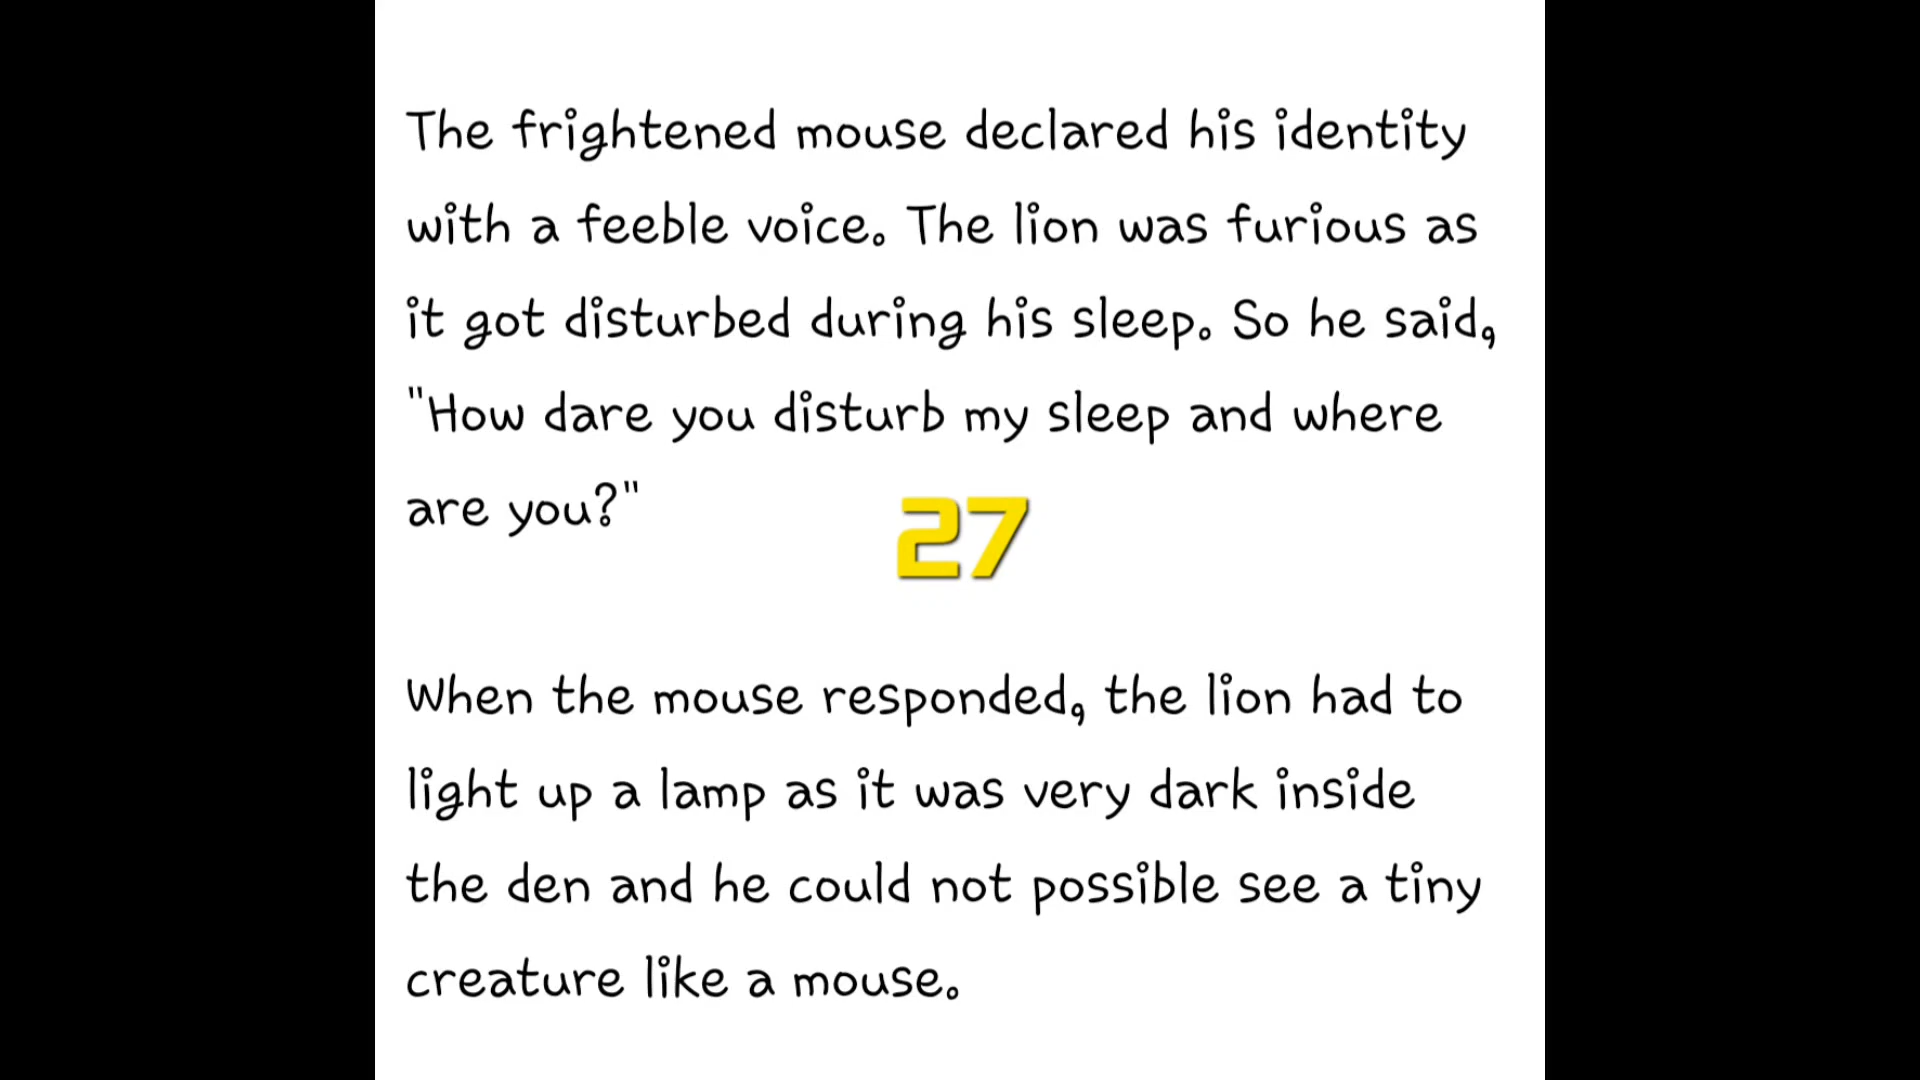 The frightened mouse declared his identity
with a feeble voice. The lion was furious as
it got disturbed during his sleep. So he said,
"How dare you disturb my sleep and where
are you?"
27
When the mouse responded, the lion had to
light up a lamp as it was very dark inside
the den and he could not possible see a tiny
creature like a mouse.